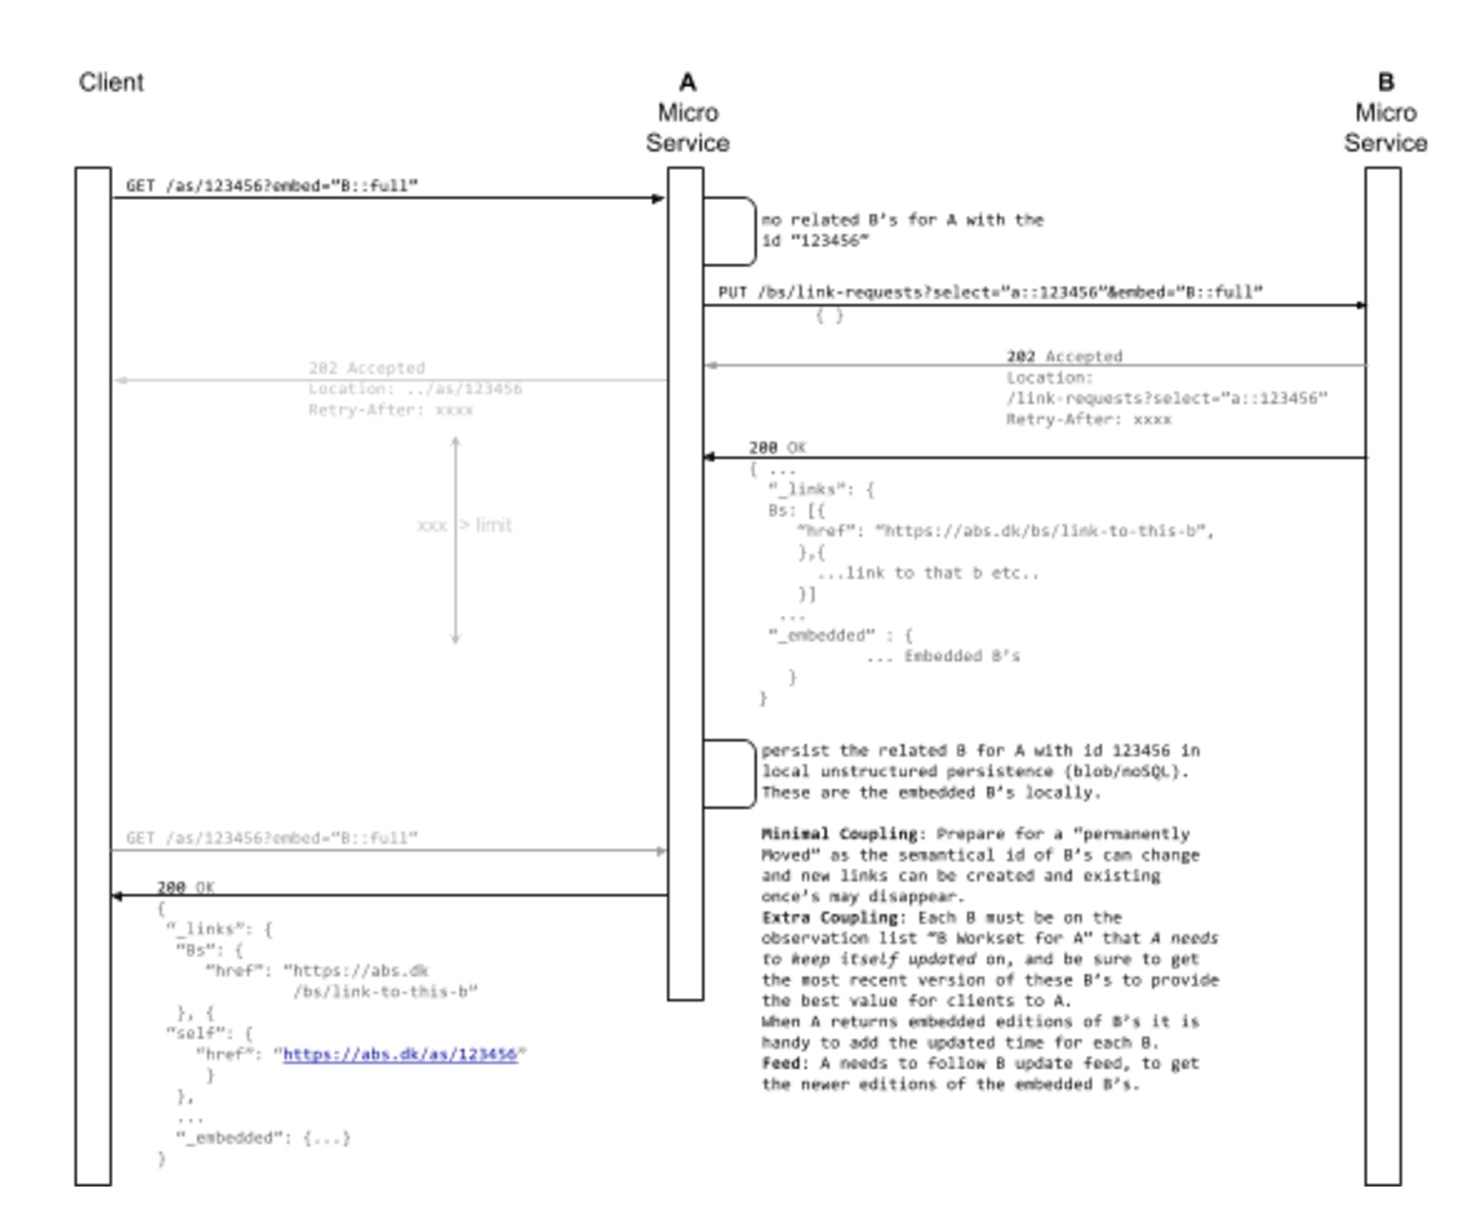 Client
A
Micro
Service
B
Micro
Service
GET /as/123456?embed="B::full"
no related B's for A with the
id "123456"
PUT /bs/link-requests?select="a::123456"&embed="B::full"
{ }
202 Accepted
Location: ../as/123456
Retry-After: xxxx
202 Accepted
Location:
/link-requests?select="a::123456"
Retry-After: xxxx
xxx > limit
200 OK
{ ...
"_links": {
Bs: [{
"href": "https://abs.dk/bs/link-to-this-b",
},{
...link to that b etc..
}]
...
"_embedded" : {
... Embedded B's
}
}
persist the related B for A with id 123456 in
local unstructured persistence (blob/noSQL).
These are the embedded B's locally.
Minimal Coupling: Prepare for a "permanently
Moved" as the semantical id of B's can change
and new links can be created and existing
once's may disappear.
Extra Coupling: Each B must be on the
observation list "B Workset for A" that A needs
to keep itself updated on, and be sure to get
the most recent version of these B's to provide
the best value for clients to A.
When A returns embedded editions of B's it is
handy to add the updated time for each B.
Feed: A needs to follow B update feed, to get
the newer editions of the embedded B's.
GET /as/123456?embed="B::full"
200 OK
{
"_links": {
"Bs": {
"href": "https://abs.dk
/bs/link-to-this-b"
}, {
"self": {
"href": "https://abs.dk/as/123456"
}
},
...
"_embedded": {...}
}